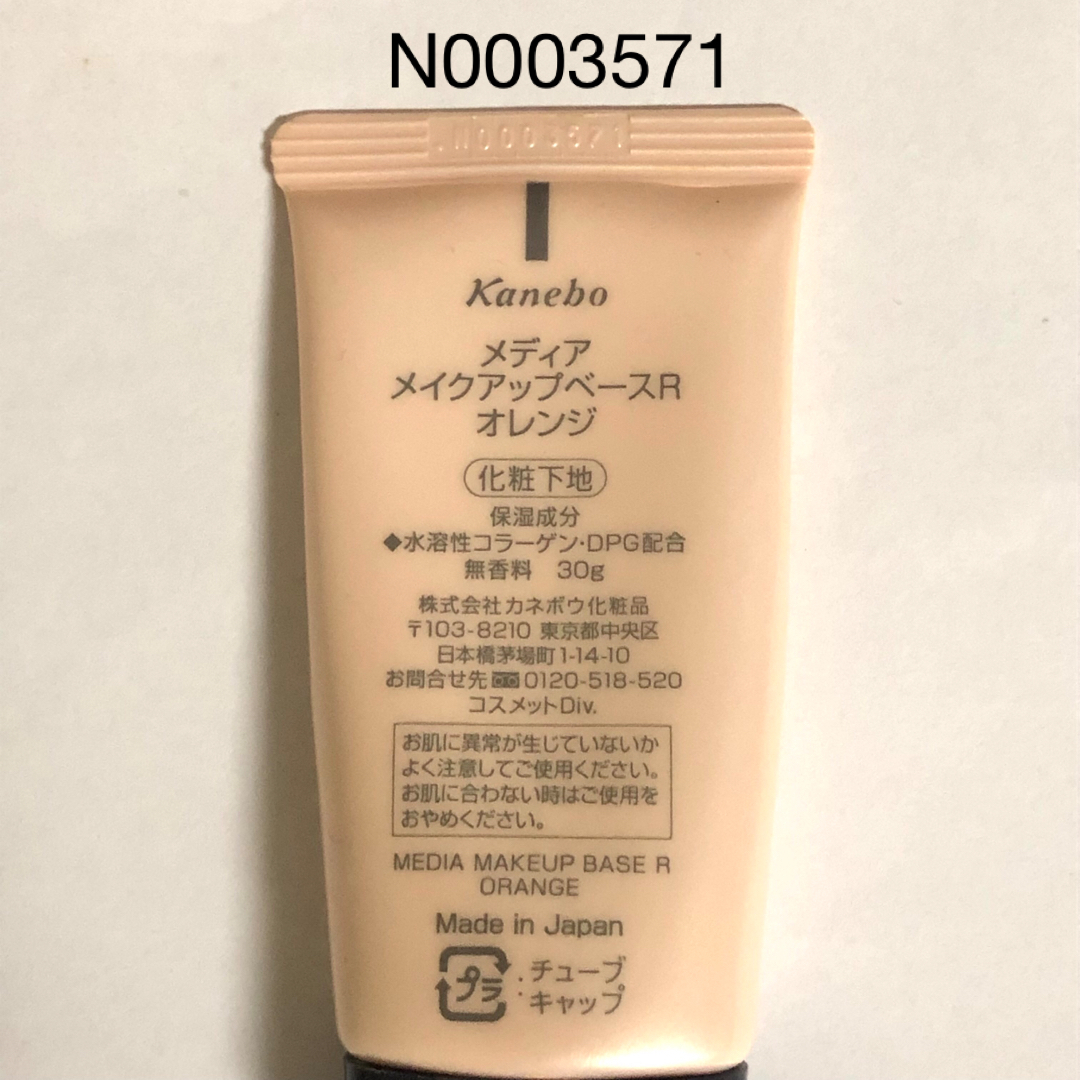 N0003571
.N0003571
Kanebo
メディア
メイクアップベースR
オレンジ
化粧下地
保湿成分
◆水溶性コラーゲン・DPG配合
無香料 30g
株式会社カネボウ化粧品
〒103-8210 東京都中央区
日本橋茅場町1-14-10
お問合せ先 0120-518-520
コスメットDiv.
お肌に異常が生じていないか
よく注意してご使用ください。
お肌に合わない時はご使用を
おやめください。
MEDIA MAKEUP BASE R
ORANGE
Made in Japan
プラ : チューブ
キャップ